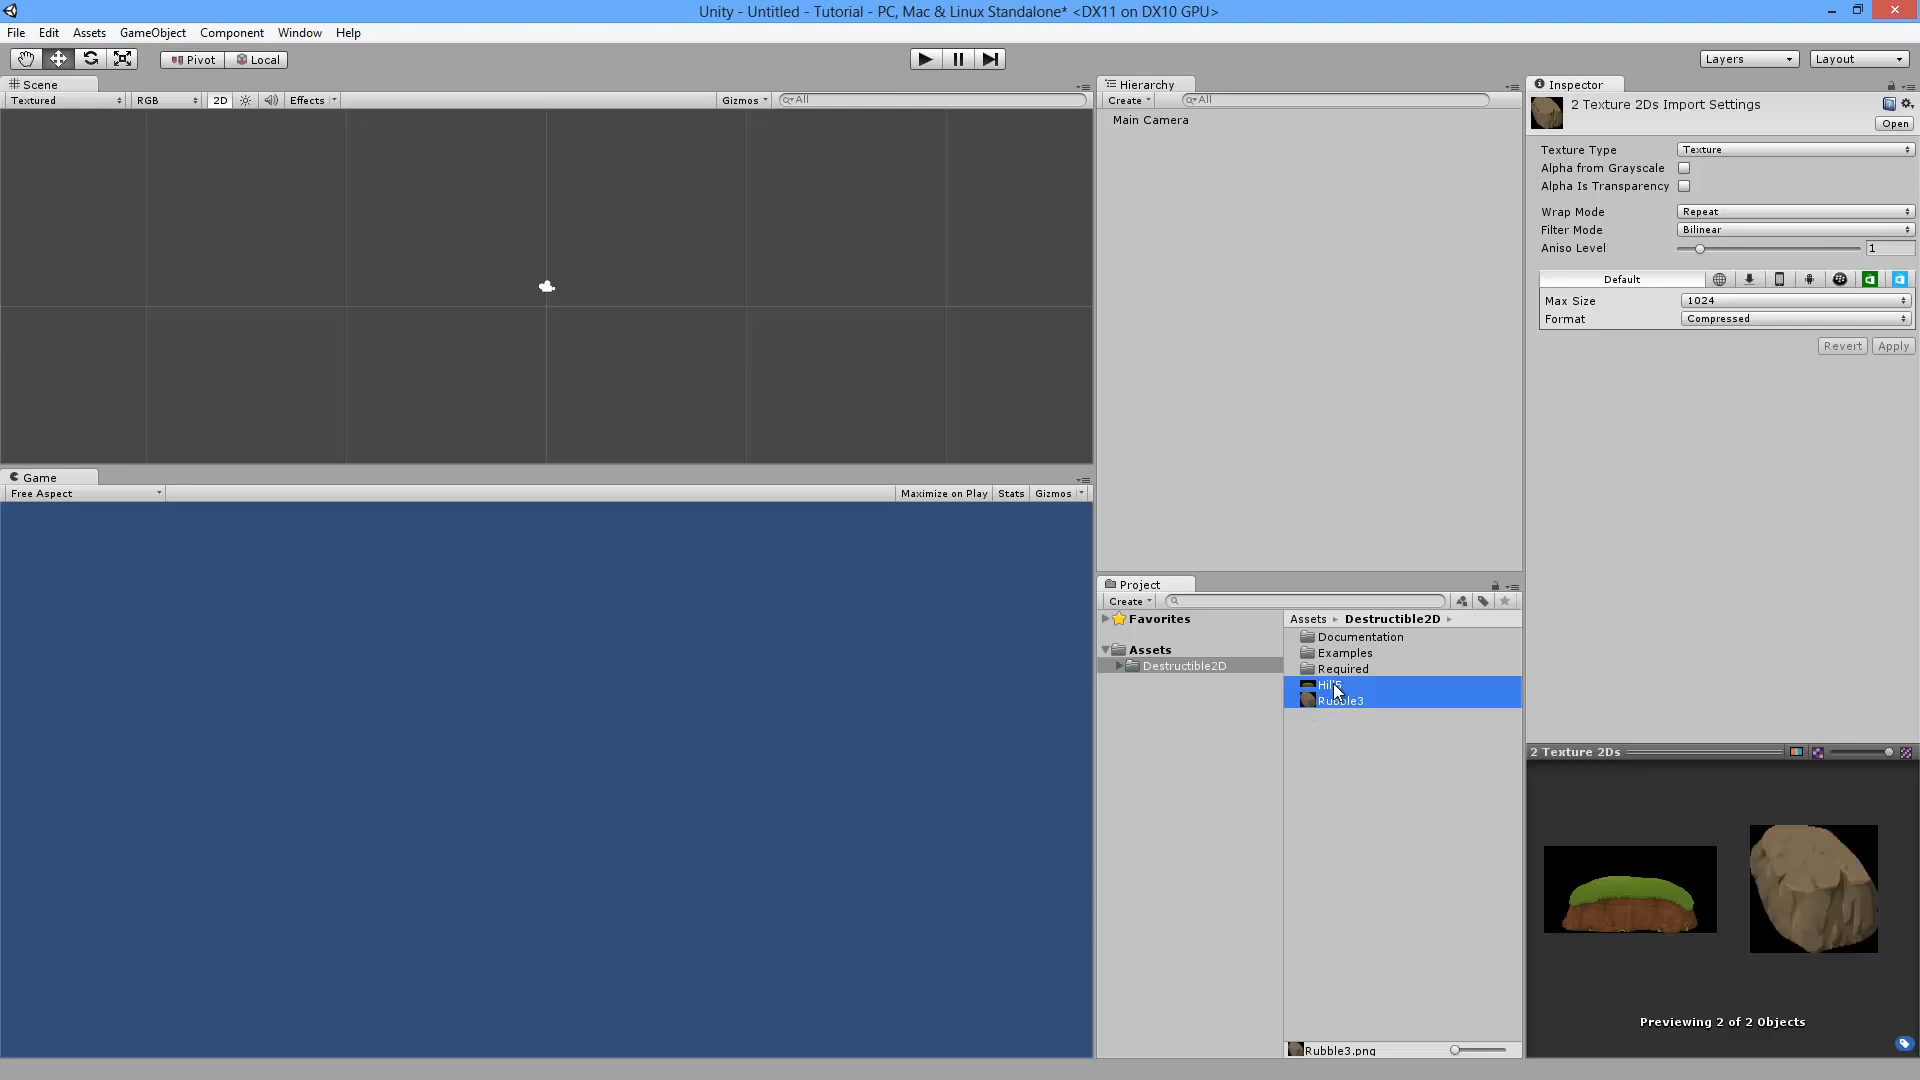 Unity - Untitled - Tutorial - PC, Mac & Linux Standalone* <DX11 on DX10 GPU>
File Edit Assets GameObject Component Window Help
Pivot Local
Layers Layout
Scene
Textured RGB 2D Effects Gizmos All
Game
Free Aspect Maximize on Play Stats Gizmos
Hierarchy
Create All
Main Camera
Project
Create
Favorites
Assets
Destructible2D
Assets Destructible2D
Documentation
Examples
Required
Rubble3
Rubble3.png
Inspector
2 Texture 2Ds Import Settings
Open
Texture Type Texture
Alpha from Grayscale
Alpha Is Transparency
Wrap Mode Repeat
Filter Mode Bilinear
Aniso Level 1
Default
Max Size 1024
Format Compressed
Revert Apply
2 Texture 2Ds
Previewing 2 of 2 Objects